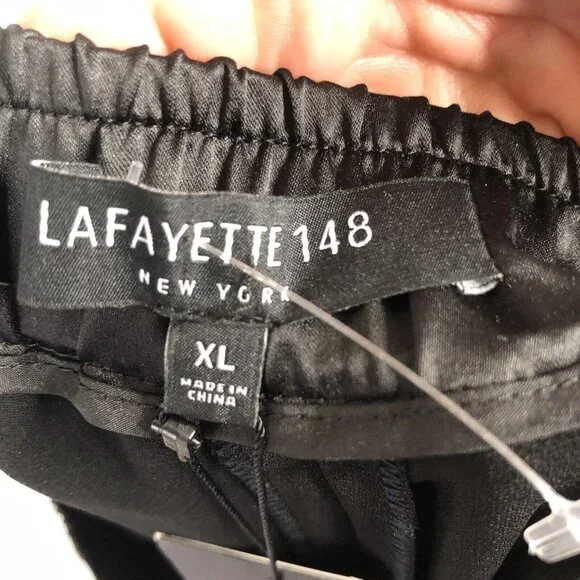 LAFAYETTE 148
NEW YORK
XL
MADE IN
CHINA